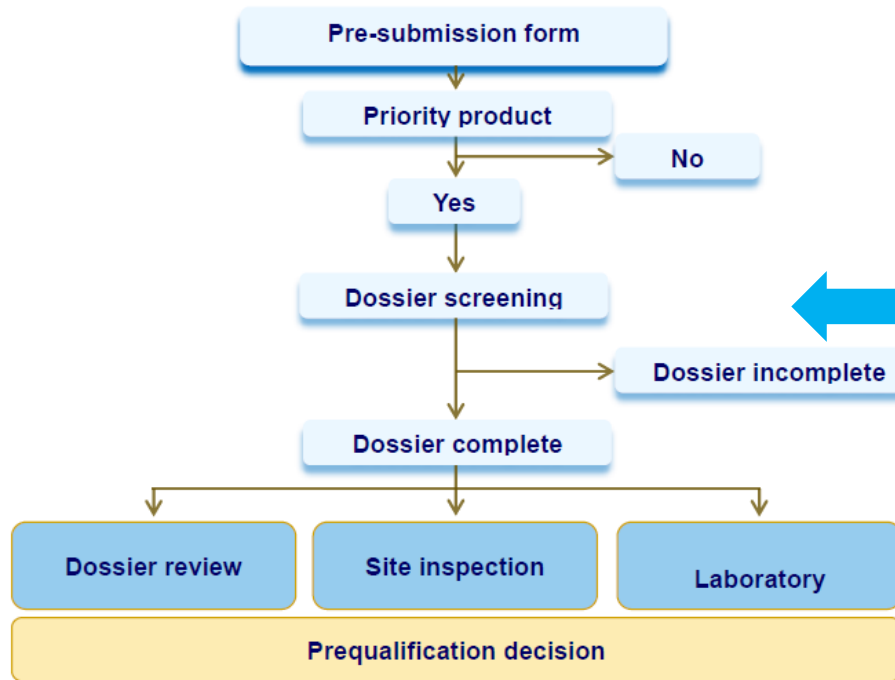 Pre-submission form
Priority product
No
Yes
Dossier screening
Dossier incomplete
Dossier complete
Dossier review
Site inspection
Laboratory
Prequalification decision